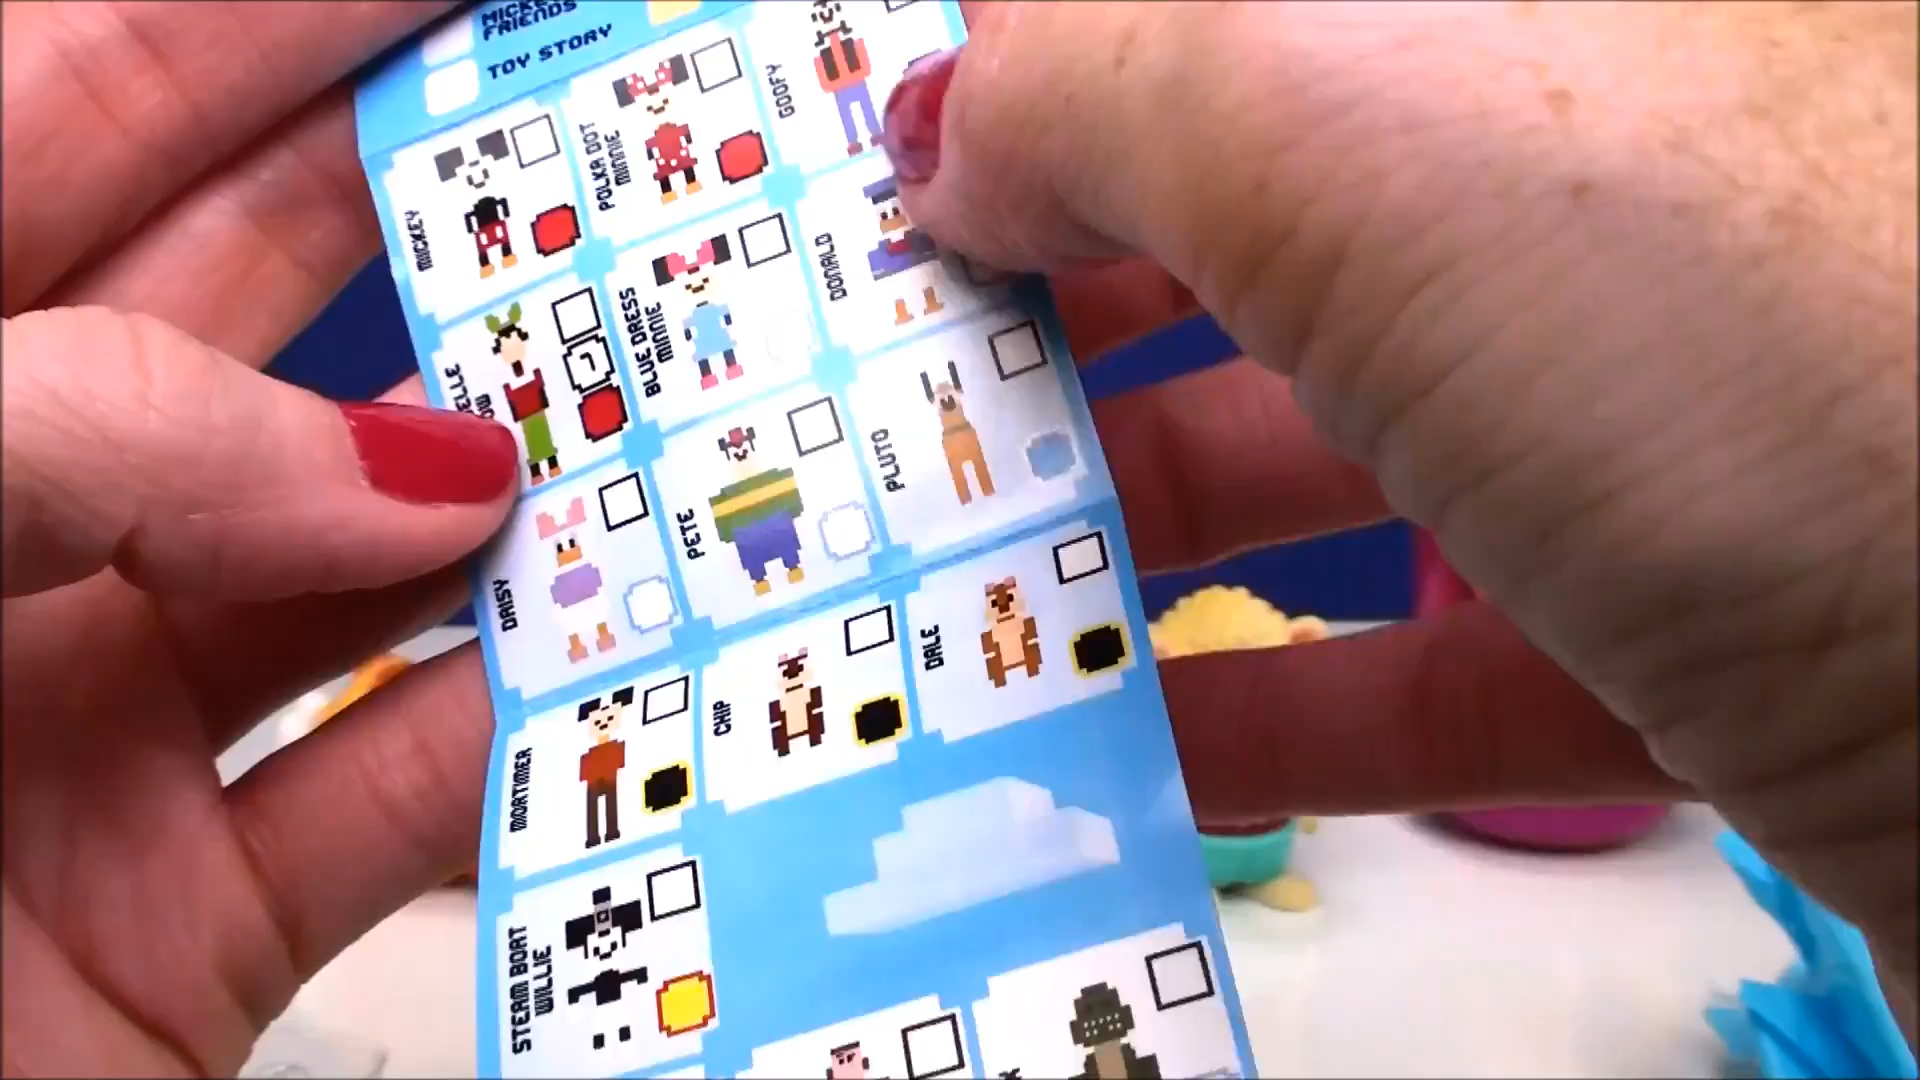 FRIENDS
TOY STORY
MICKEY
POLKA DOT
MINNIE
GOOFY
BLUE DRESS
MINNIE
DONALD
DAISY
PETE
PLUTO
MORTIMER
CHIP
DALE
STEAM BOAT
WILLIE